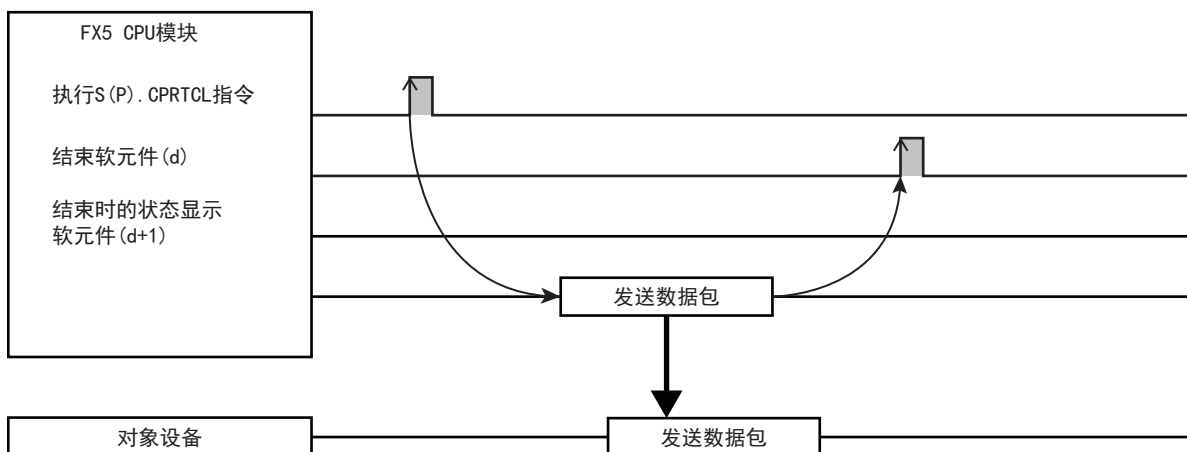 FX5 CPU模块
执行S(P).CPRTCL指令
结束软元件(d)
结束时的状态显示
软元件(d+1)
发送数据包
对象设备
发送数据包